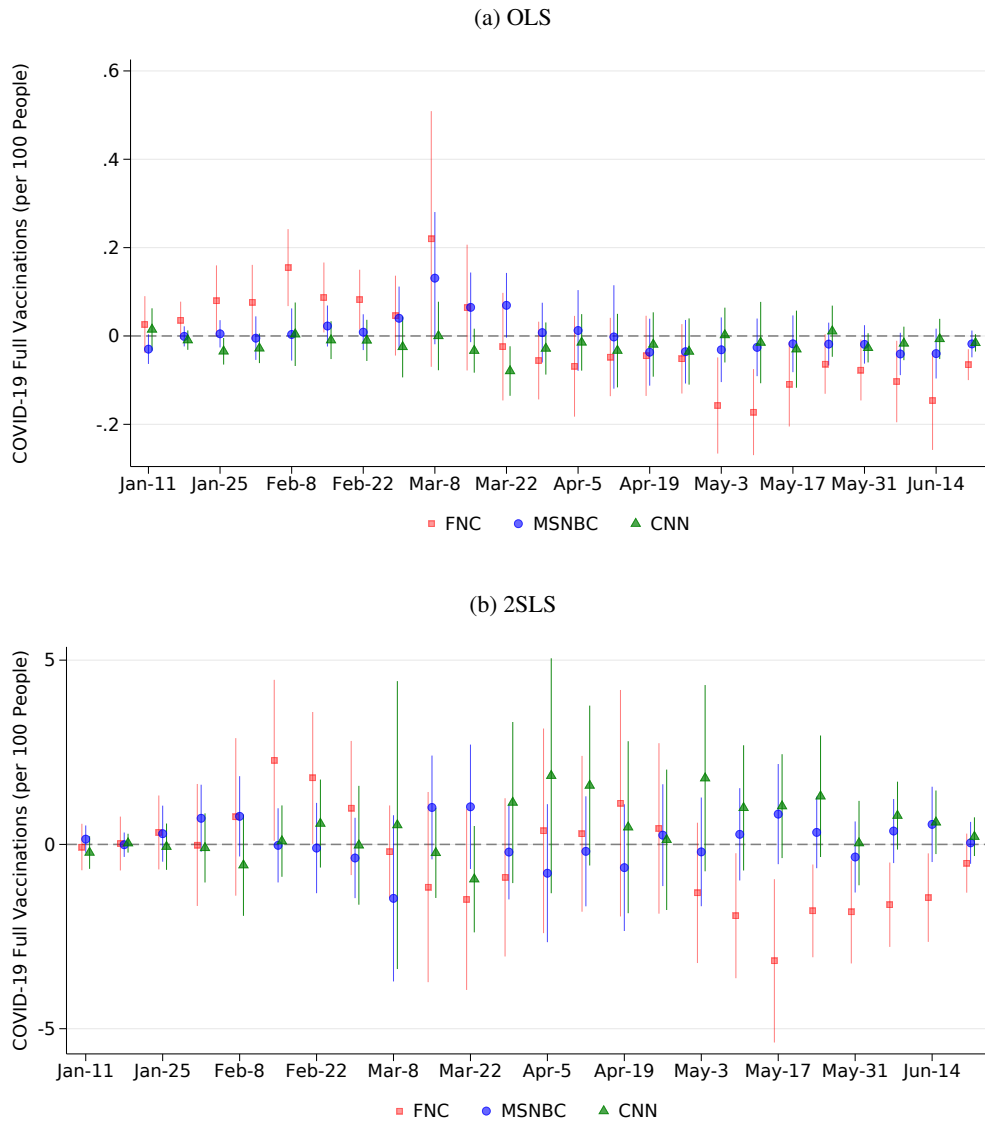 (a) OLS
COVID-19 Full Vaccinations (per 100 People)
.6
.4
.2
0
-.2
Jan-11 Jan-25 Feb-8 Feb-22 Mar-8 Mar-22 Apr-5 Apr-19 May-3 May-17 May-31 Jun-14
FNC MSNBC CNN
(b) 2SLS
COVID-19 Full Vaccinations (per 100 People)
5
0
-5
Jan-11 Jan-25 Feb-8 Feb-22 Mar-8 Mar-22 Apr-5 Apr-19 May-3 May-17 May-31 Jun-14
FNC MSNBC CNN